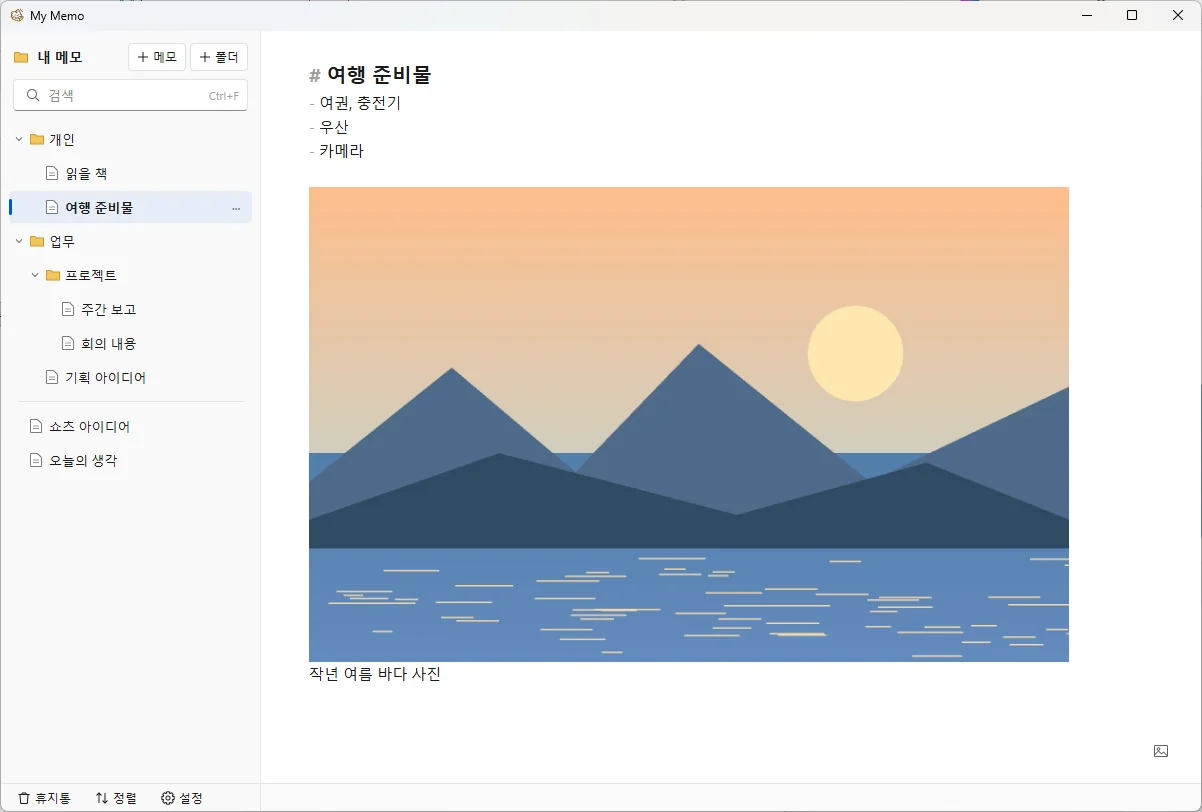 My Memo
내 메모
메모
폴더
검색
Ctrl+F
개인
읽을 책
여행 준비물
...
업무
프로젝트
주간 보고
회의 내용
기획 아이디어
쇼츠 아이디어
오늘의 생각
휴지통
정렬
설정
# 여행 준비물
- 여권, 충전기
- 우산
- 카메라
작년 여름 바다 사진